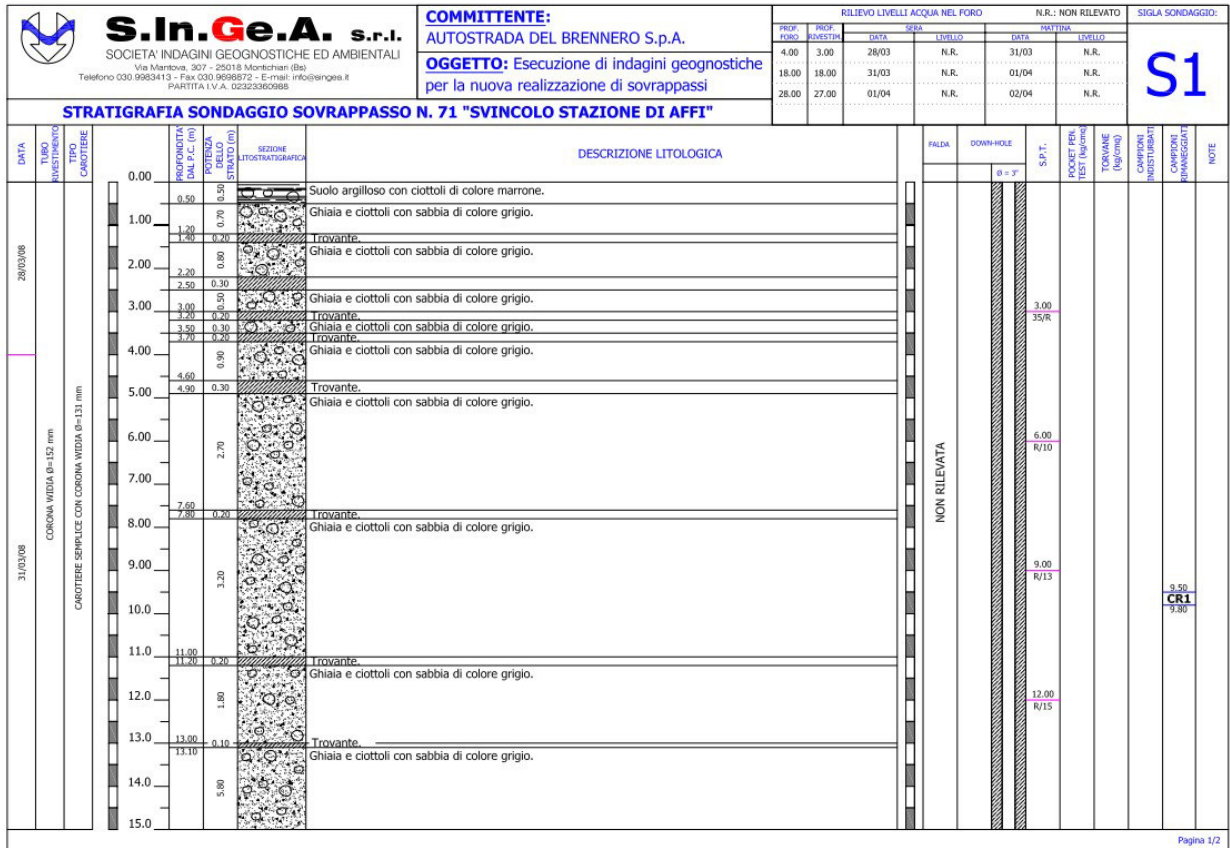 S.In.Ge.A. s.r.l.
SOCIETA' INDAGINI GEOGNOSTICHE ED AMBIENTALI
Via Mantova, 307 - 25018 Montichiari (Bs)
Telefono 030.9983413 - Fax 030.9698872 - E-mail: info@singea.it
PARTITA I.V.A. 02323360988
COMMITTENTE:
AUTOSTRADA DEL BRENNERO S.p.A.
OGGETTO: Esecuzione di indagini geognostiche
per la nuova realizzazione di sovrappassi
RILIEVO LIVELLI ACQUA NEL FORO N.R.: NON RILEVATO
PROF. FORO PROF. RIVESTIM. SERA MATTINA
DATA LIVELLO DATA LIVELLO
4.00 3.00 28/03 N.R. 31/03 N.R.
18.00 18.00 31/03 N.R. 01/04 N.R.
28.00 27.00 01/04 N.R. 02/04 N.R.
SIGLA SONDAGGIO:
S1
STRATIGRAFIA SONDAGGIO SOVRAPPASSO N. 71 "SVINCOLO STAZIONE DI AFFI"
DATA
TUBO RIVESTIMENTO
TIPO CAROTIERE
PROFONDITA' DAL P.C. (m)
POTENZA DELLO STRATO (m)
SEZIONE LITOSTRATIGRAFICA
DESCRIZIONE LITOLOGICA
FALDA
DOWN-HOLE
Ø = 3"
S.P.T.
POCKET PEN. TEST (kg/cmq)
TORVANE (kg/cmq)
CAMPIONI INDISTURBATI
CAMPIONI RIMANEGGIATI
NOTE
28/03/08
31/03/08
CORONA WIDIA Ø=152 mm
CAROTIERE SEMPLICE CON CORONA WIDIA Ø=131 mm
0.00
1.00
2.00
3.00
4.00
5.00
6.00
7.00
8.00
9.00
10.0
11.0
12.0
13.0
14.0
15.0
0.50 0.50 Suolo argilloso con ciottoli di colore marrone.
1.20 0.70 Ghiaia e ciottoli con sabbia di colore grigio.
1.40 0.20 Trovante.
2.20 0.80 Ghiaia e ciottoli con sabbia di colore grigio.
2.50 0.30
3.00 0.50 Ghiaia e ciottoli con sabbia di colore grigio.
3.20 0.20 Trovante.
3.50 0.30 Ghiaia e ciottoli con sabbia di colore grigio.
3.70 0.20 Trovante.
4.60 0.90 Ghiaia e ciottoli con sabbia di colore grigio.
4.90 0.30 Trovante.
7.60 2.70 Ghiaia e ciottoli con sabbia di colore grigio.
7.80 0.20 Trovante.
11.00 3.20 Ghiaia e ciottoli con sabbia di colore grigio.
11.20 0.20 Trovante.
13.00 1.80 Ghiaia e ciottoli con sabbia di colore grigio.
13.10 0.10 Trovante.
5.80 Ghiaia e ciottoli con sabbia di colore grigio.
NON RILEVATA
3.00
35/R
6.00
R/10
9.00
R/13
12.00
R/15
9.50
CR1
9.80
Pagina 1/2